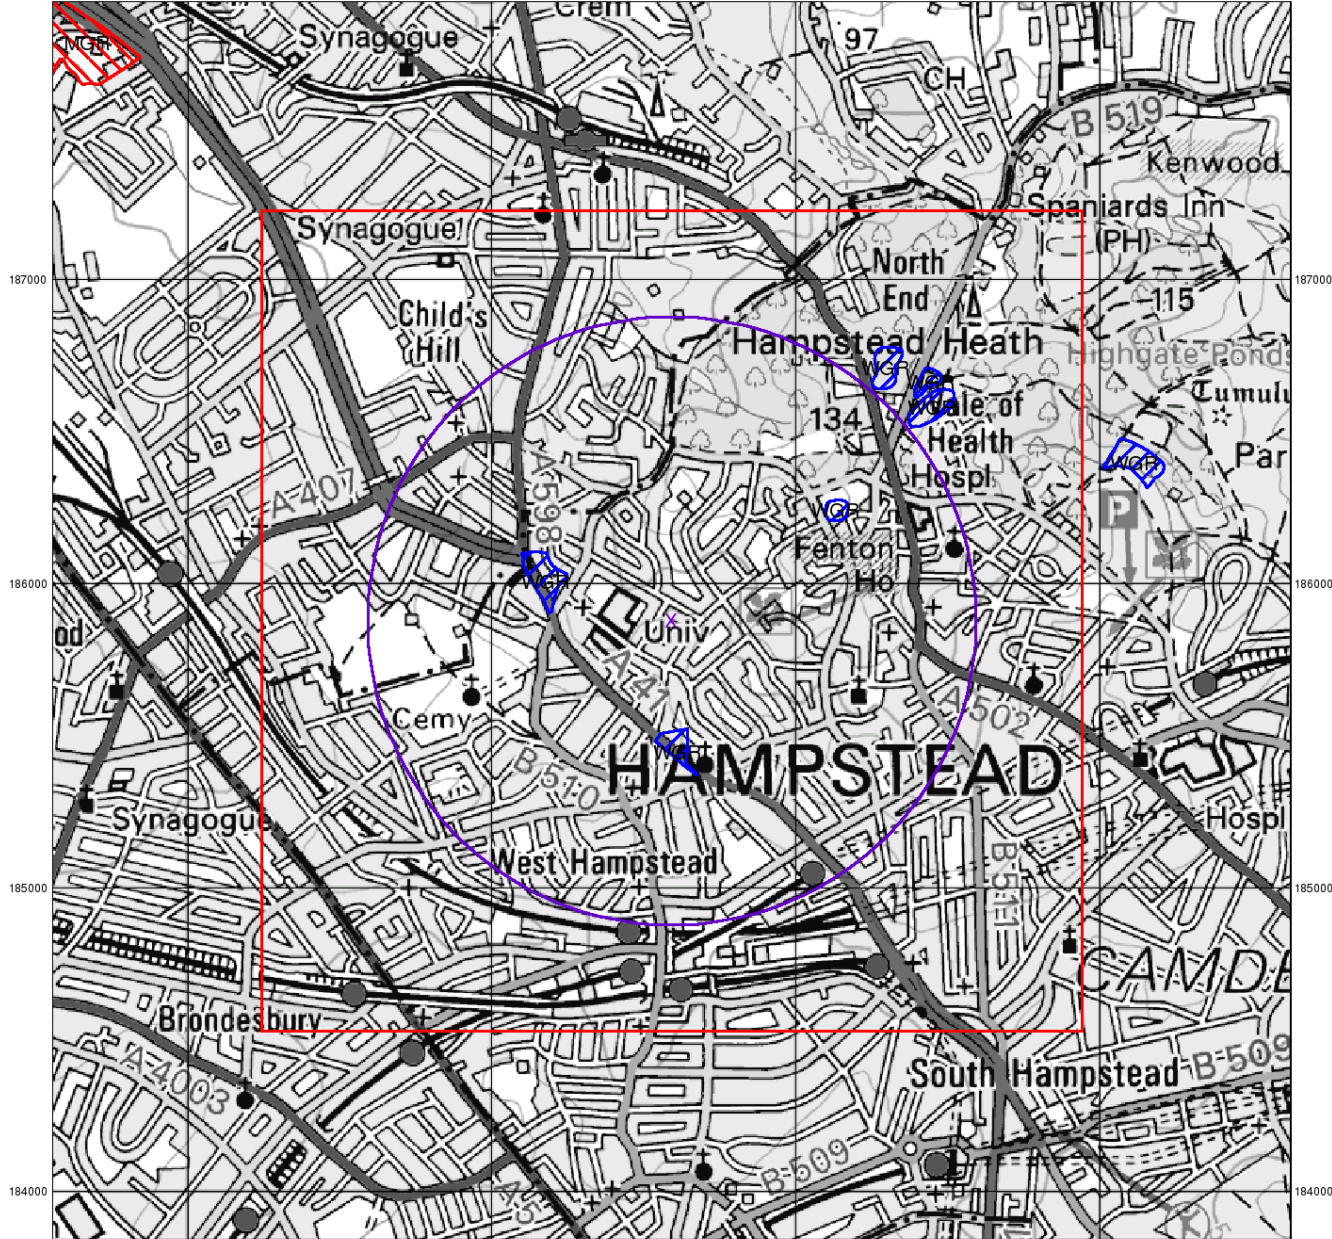 Crem
Synagogue
97
MGR
CH
B 519
Kenwood
Synagogue
Spaniards Inn
(PH)
North
End
187000
187000
115
Child's
Hill
Hampstead Heath
Highgate Ponds
WGR
WGR
Tumulu
WGR
Vale of
Health
134
A 407
A 598
Hospl
WGR
Par
P
WGR
Fenton
Ho
186000
WGR
186000
od
Univ
A 41
Cemy
A 502
WGR
HAMPSTEAD
B 510
Synagogue
Hospl
West Hampstead
185000
185000
B 511
CAMDE
Brondesbury
A 4003
South Hampstead
B 509
B 509
184000
184000
A 5